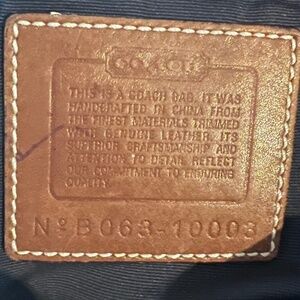 COACH
THIS IS A COACH BAG. IT WAS
HANDCRAFTED IN CHINA FROM
THE FINEST MATERIALS TRIMMED
WITH GENUINE LEATHER. ITS
SUPERIOR CRAFTSMANSHIP AND
ATTENTION TO DETAIL REFLECT
OUR COMMITMENT TO ENDURING
QUALITY.
Nº B063-10003